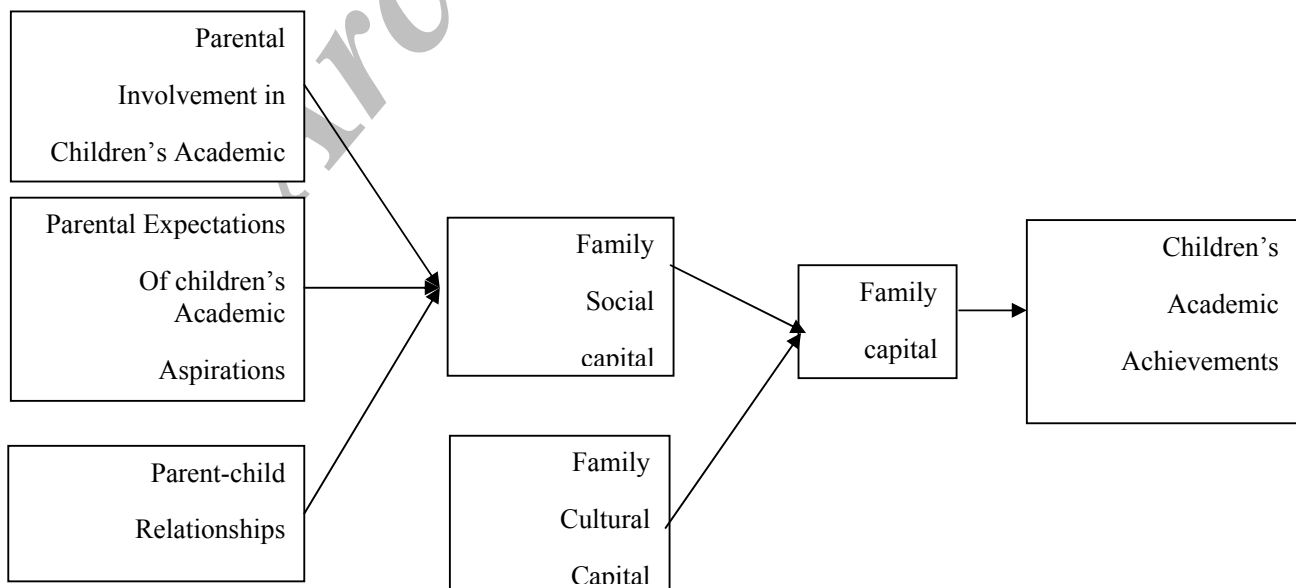 Parental
Involvement in
Children’s Academic
Parental Expectations
Of children’s
Academic
Aspirations
Parent-child
Relationships
Family
Social
capital
Family
Cultural
Capital
Family
capital
Children’s
Academic
Achievements